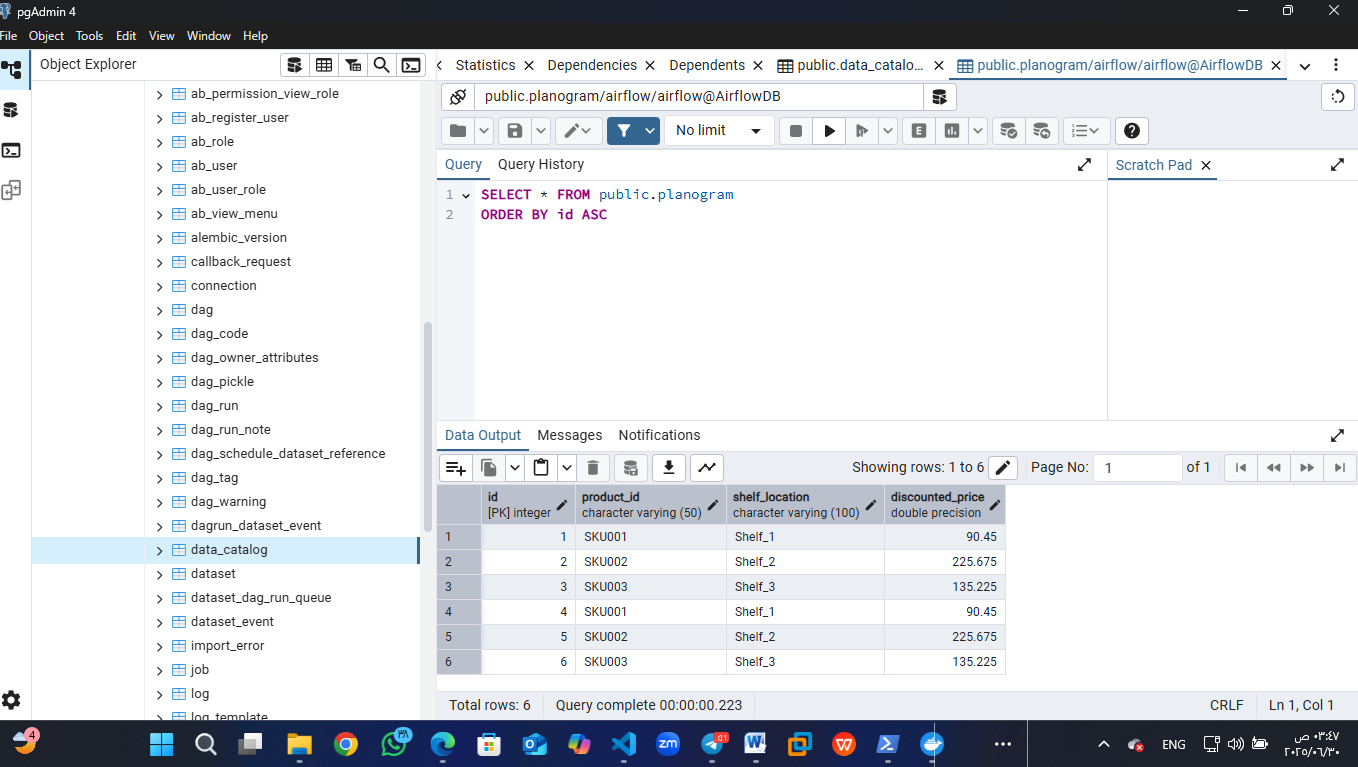 pgAdmin 4
File Object Tools Edit View Window Help
Object Explorer
Statistics Dependencies Dependents public.data_catalo... public.planogram/airflow/airflow@AirflowDB
public.planogram/airflow/airflow@AirflowDB
No limit
E
Query Query History
Scratch Pad
1 SELECT * FROM public.planogram
2 ORDER BY id ASC
ab_permission_view_role
ab_register_user
ab_role
ab_user
ab_user_role
ab_view_menu
alembic_version
callback_request
connection
dag
dag_code
dag_owner_attributes
dag_pickle
dag_run
dag_run_note
dag_schedule_dataset_reference
dag_tag
dag_warning
dagrun_dataset_event
data_catalog
dataset
dataset_dag_run_queue
dataset_event
import_error
job
log
log_template
Data Output Messages Notifications
Showing rows: 1 to 6 Page No: 1 of 1
id product_id shelf_location discounted_price
[PK] integer character varying (50) character varying (100) double precision
1 1 SKU001 Shelf_1 90.45
2 2 SKU002 Shelf_2 225.675
3 3 SKU003 Shelf_3 135.225
4 4 SKU001 Shelf_1 90.45
5 5 SKU002 Shelf_2 225.675
6 6 SKU003 Shelf_3 135.225
Total rows: 6 Query complete 00:00:00.223 CRLF Ln 1, Col 1
4 ٣٨ zm .01 W ENG ٠٣:٤٧ ص
٢٠٢٥/٠٦/٣٠